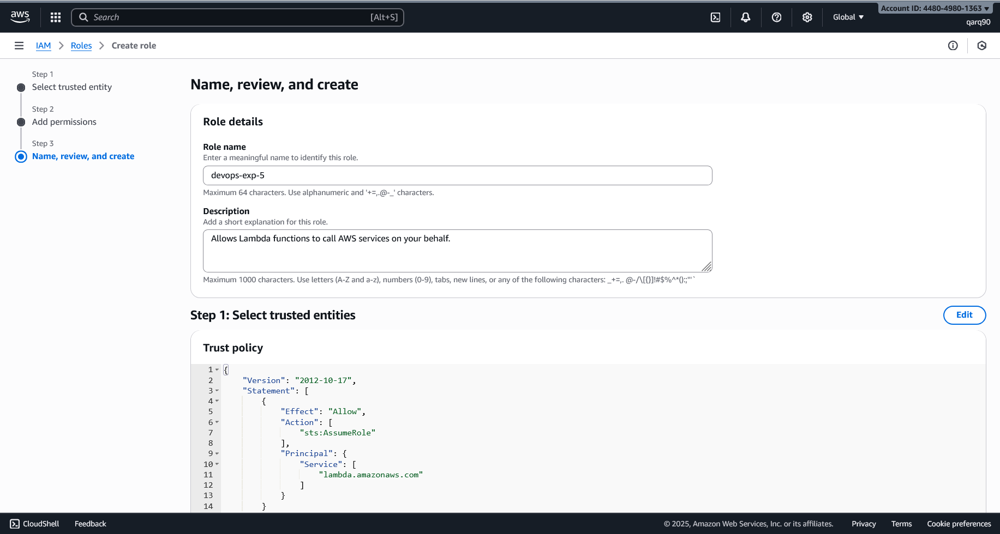 aws
Search [Alt+S]
Global
Account ID: 4480-4980-1363
qarq90
IAM > Roles > Create role
Step 1
Select trusted entity
Step 2
Add permissions
Step 3
Name, review, and create
Name, review, and create
Role details
Role name
Enter a meaningful name to identify this role.
devops-exp-5
Maximum 64 characters. Use alphanumeric and '+=,.@-_' characters.
Description
Add a short explanation for this role.
Allows Lambda functions to call AWS services on your behalf.
Maximum 1000 characters. Use letters (A-Z and a-z), numbers (0-9), tabs, new lines, or any of the following characters: _+=,. @-/\[{}]!#$%^*();:"'`
Step 1: Select trusted entities
Edit
Trust policy
1 {
2 "Version": "2012-10-17",
3 "Statement": [
4 {
5 "Effect": "Allow",
6 "Action": [
7 "sts:AssumeRole"
8 ],
9 "Principal": {
10 "Service": [
11 "lambda.amazonaws.com"
12 ]
13 }
14 }
CloudShell Feedback © 2025, Amazon Web Services, Inc. or its affiliates. Privacy Terms Cookie preferences